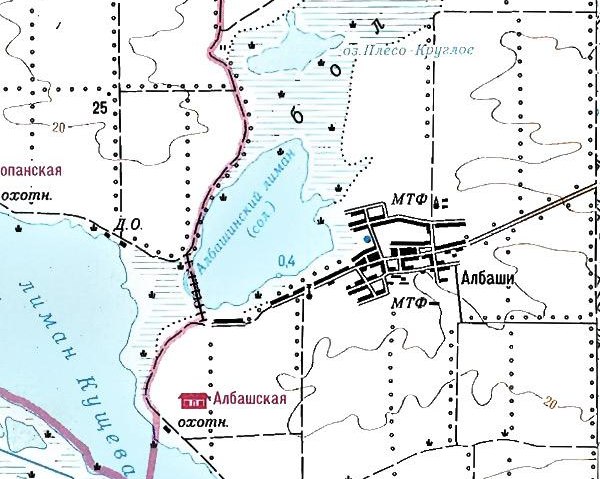 л
о
б
оз. Плесо-Круглое
25
20
опанская
охотн.
МТФ
Д.О.
Албашинский лиман
(сол.)
0,4
Албаши
МТФ
лиман Кущева
Албашская
охотн.
20